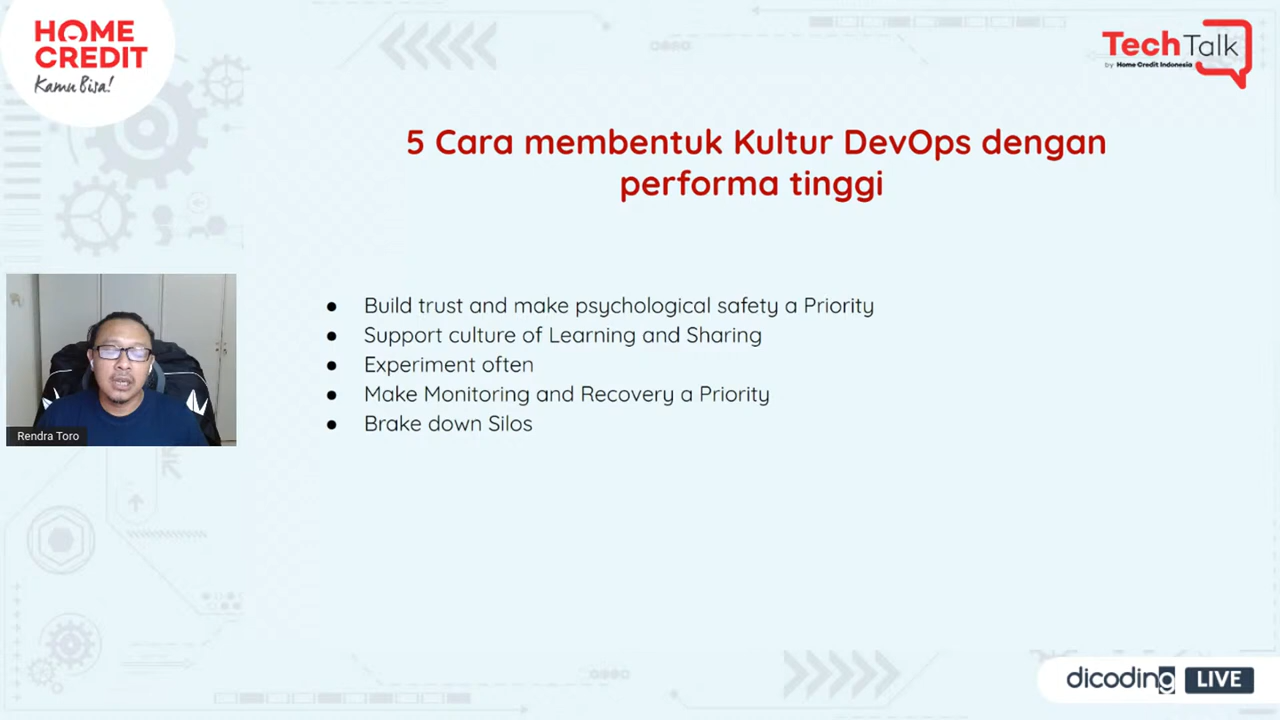 HOME
CREDIT
Kamu Bisa!
TechTalk
by Home Credit Indonesia
5 Cara membentuk Kultur DevOps dengan
performa tinggi
● Build trust and make psychological safety a Priority
● Support culture of Learning and Sharing
● Experiment often
● Make Monitoring and Recovery a Priority
● Brake down Silos
Rendra Toro
dicoding LIVE